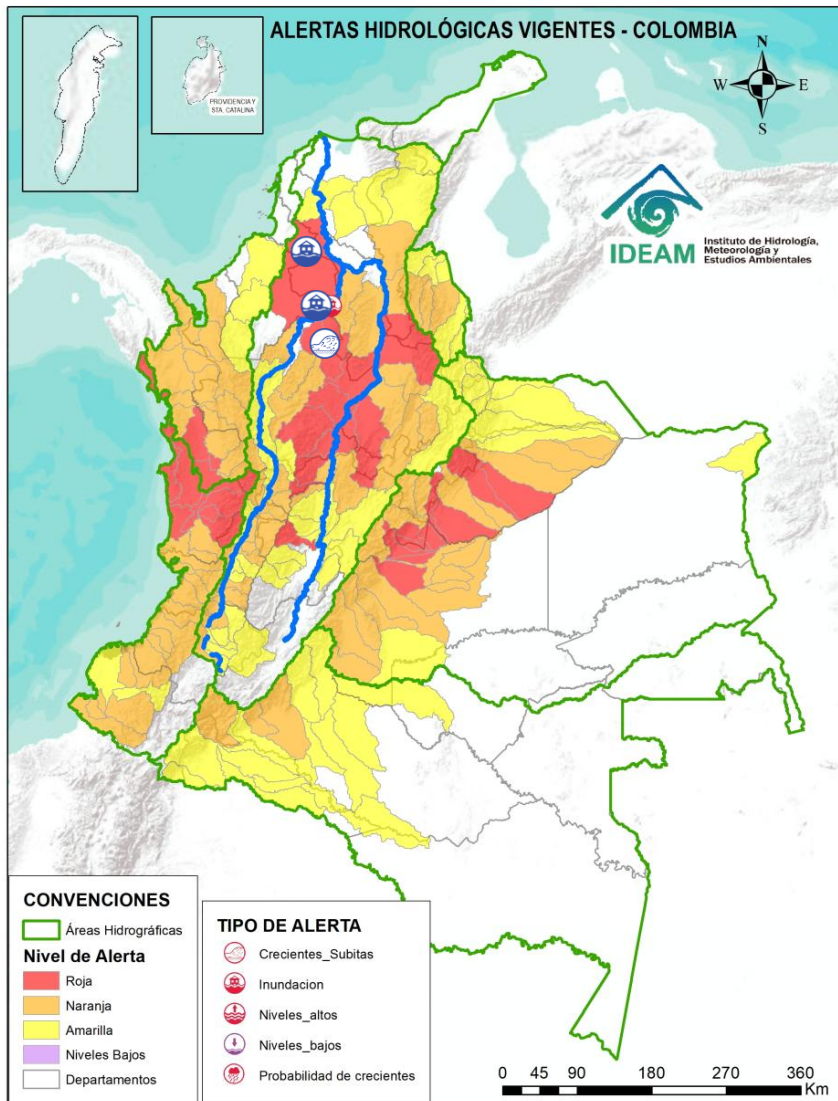 ALERTAS HIDROLÓGICAS VIGENTES - COLOMBIA
PROVIDENCIA Y
STA. CATALINA
N
W
E
S
IDEAM
Instituto de Hidrología,
Meteorología y
Estudios Ambientales
CONVENCIONES
Áreas Hidrográficas
Nivel de Alerta
Roja
Naranja
Amarilla
Niveles Bajos
Departamentos
TIPO DE ALERTA
Crecientes_Subitas
Inundacion
Niveles_altos
Niveles_bajos
Probabilidad de crecientes
0 45 90 180 270 360
Km